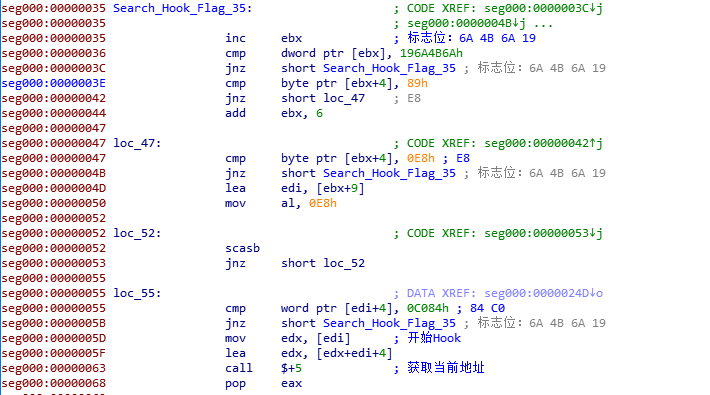 seg000:00000035 Search_Hook_Flag_35: ; CODE XREF: seg000:0000003C↓j
seg000:00000035 ; seg000:0000004B↓j ...
seg000:00000035 inc ebx ; 标志位：6A 4B 6A 19
seg000:00000036 cmp dword ptr [ebx], 196A4B6Ah
seg000:0000003C jnz short Search_Hook_Flag_35 ; 标志位：6A 4B 6A 19
seg000:0000003E cmp byte ptr [ebx+4], 89h
seg000:00000042 jnz short loc_47 ; E8
seg000:00000044 add ebx, 6
seg000:00000047
seg000:00000047 loc_47: ; CODE XREF: seg000:00000042↑j
seg000:00000047 cmp byte ptr [ebx+4], 0E8h ; E8
seg000:0000004B jnz short Search_Hook_Flag_35 ; 标志位：6A 4B 6A 19
seg000:0000004D lea edi, [ebx+9]
seg000:00000050 mov al, 0E8h
seg000:00000052
seg000:00000052 loc_52: ; CODE XREF: seg000:00000053↓j
seg000:00000052 scasb
seg000:00000053 jnz short loc_52
seg000:00000055
seg000:00000055 loc_55: ; DATA XREF: seg000:0000024D↓o
seg000:00000055 cmp word ptr [edi+4], 0C084h ; 84 C0
seg000:0000005B jnz short Search_Hook_Flag_35 ; 标志位：6A 4B 6A 19
seg000:0000005D mov edx, [edi] ; 开始Hook
seg000:0000005F lea edx, [edx+edi+4]
seg000:00000063 call $+5 ; 获取当前地址
seg000:00000068 pop eax